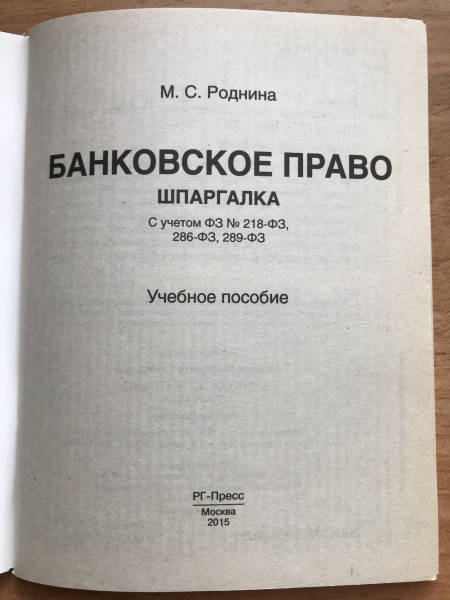 М. С. Роднина
БАНКОВСКОЕ ПРАВО
ШПАРГАЛКА
С учетом ФЗ № 218-ФЗ,
286-ФЗ, 289-ФЗ
Учебное пособие
РГ-Пресс
Москва
2015